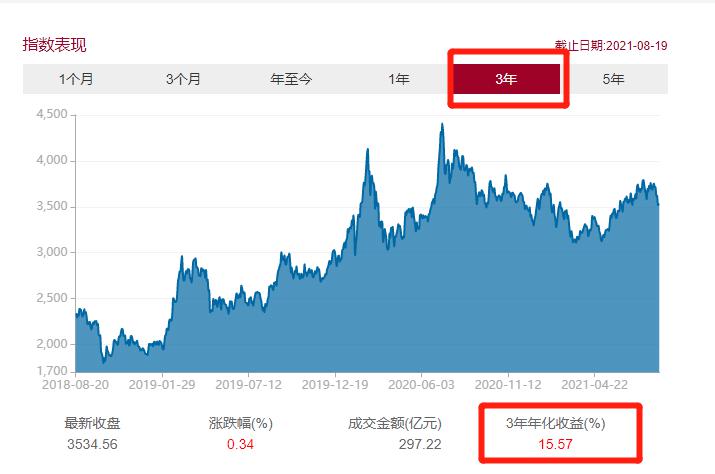 指数表现 截止日期:2021-08-19
1个月 3个月 年至今 1年 3年 5年
4,500
4,000
3,500
3,000
2,500
2,000
1,700
2018-08-20 2019-01-29 2019-07-12 2019-12-19 2020-06-03 2020-11-12 2021-04-22
最新收盘 涨跌幅(%) 成交金额(亿元) 3年年化收益(%)
3534.56 0.34 297.22 15.57